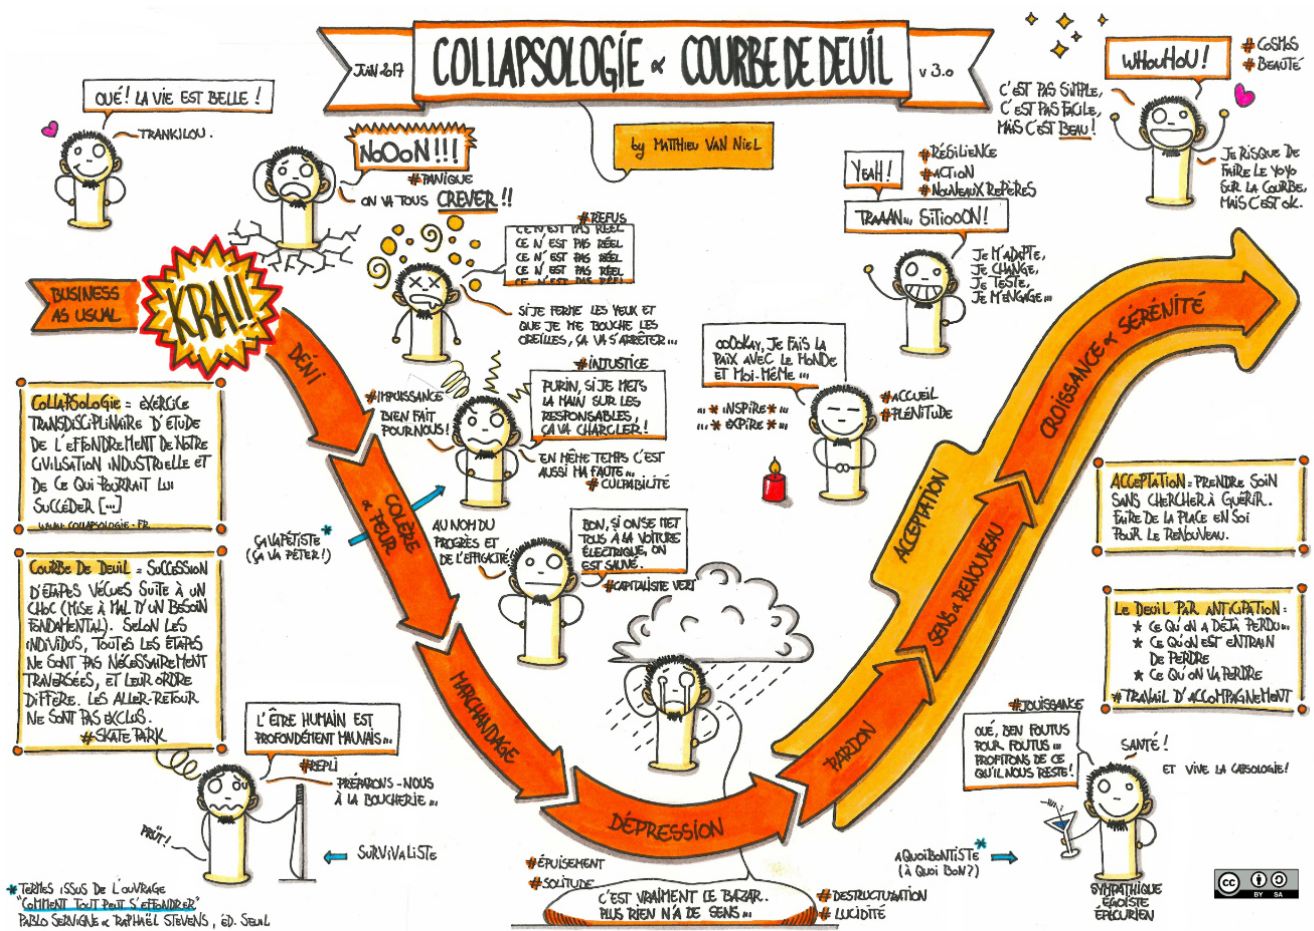 JUIN 2017
COLLAPSOLOGIE & COURBE DE DEUIL
V 3.0
by MATTHIEU VAN NIEL
OUÉ! LA VIE EST BELLE !
TRANKILOU.
NOOON!!!
#PANIQUE
ON VA TOUS CREVER !!
#REFUS
CE N'EST PAS RÉEL
CE N'EST PAS RÉEL
CE N'EST PAS RÉEL
CE N'EST PAS RÉEL
CE N'EST PAS RÉEL
SI JE FERME LES YEUX ET
QUE JE ME BOUCHE LES
OREILLES, ÇA VA S'ARRÊTER...
BUSINESS
AS USUAL
KRA!!
DÉNI
#IMPUISSANCE
BIEN FAIT
POUR NOUS!
#INJUSTICE
PURIN, SI JE METS
LA MAIN SUR LES
RESPONSABLES,
ÇA VA CHARCLER!
EN MÊME TEMPS C'EST
AUSSI MA FAUTE...
#CULPABILITÉ
COLÈRE
& PEUR
ÇAVAPÉTISTE*
(ÇA VA PÉTER!)
AU NOM DU
PROGRÈS ET
DE L'EFFICACITÉ
BON, SI ON SE MET
TOUS À LA VOITURE
ÉLECTRIQUE, ON
EST SAUVÉ.
#CAPITALISTE VERT
MARCHANDAGE
DÉPRESSION
#ÉPUISEMENT
#SOLITUDE
C'EST VRAIMENT LE BAZAR..
PLUS RIEN N'A DE SENS...
#DESTRUCTURATION
#LUCIDITÉ
PARDON
ACCEPTATION
SENS & RENOUVEAU
CROISSANCE & SÉRÉNITÉ
OOOOKAY, JE FAIS LA
PAIX AVEC LE MONDE
ET MOI-MÊME...
... * INSPIRE * ...
... * EXPIRE * ...
#ACCUEIL
#PLÉNITUDE
YEAH!
#RÉSILIENCE
#ACTION
#NOUVEAUX REPÈRES
TRAAAN... SITIOOON!
JE M'ADAPTE,
JE CHANGE,
JE TESTE,
JE M'ENGAGE...
WHOUHOU!
#COSMOS
#BEAUTÉ
C'EST PAS SIMPLE,
C'EST PAS FACILE,
MAIS C'EST BEAU!
JE RISQUE DE
FAIRE LE YOYO
SUR LA COURBE,
MAIS C'EST OK.
COLLAPSOLOGIE = EXERCICE
TRANSDISCIPLINAIRE D'ÉTUDE
DE L'EFFONDREMENT DE NOTRE
CIVILISATION INDUSTRIELLE ET
DE CE QUI POURRAIT LUI
SUCCÉDER [...]
WWW.COLLAPSOLOGIE.FR
COURBE DE DEUIL = SUCCESSION
D'ÉTAPES VÉCUES SUITE À UN
CHOC (MISE À MAL D'UN BESOIN
FONDAMENTAL). SELON LES
INDIVIDUS, TOUTES LES ÉTAPES
NE SONT PAS NÉCESSAIREMENT
TRAVERSÉES, ET LEUR ORDRE
DIFFÈRE. LES ALLER-RETOUR
NE SONT PAS EXCLUS.
#SKATE PARK
L'ÊTRE HUMAIN EST
PROFONDÉMENT MAUVAIS...
#REPLI
PRÉPARONS-NOUS
À LA BOUCHERIE...
PRÜT!
SURVIVALISTE
* TERMES ISSUS DE L'OUVRAGE
"COMMENT TOUT PEUT S'EFFONDRER"
PABLO SERVIGNE & RAPHAËL STEVENS, ÉD. SEUIL
ACCEPTATION = PRENDRE SOIN
SANS CHERCHER À GUÉRIR.
FAIRE DE LA PLACE EN SOI
POUR LE RENOUVEAU.
LE DEUIL PAR ANTICIPATION :
* CE QU'ON A DÉJÀ PERDU...
* CE QU'ON EST ENTRAIN
DE PERDRE
* CE QU'ON VA PERDRE
#TRAVAIL D'ACCOMPAGNEMENT
#JOUISSANCE
OUÉ, BEN FOUTUS
POUR FOUTUS...
PROFITONS DE CE
QU'IL NOUS RESTE!
SANTÉ!
ET VIVE LA CAPSOLOGIE!
AQUOIBONTISTE*
(À QUOI BON?)
SYMPATHIQUE
ÉGOÏSTE
ÉPICURIEN
CC BY SA